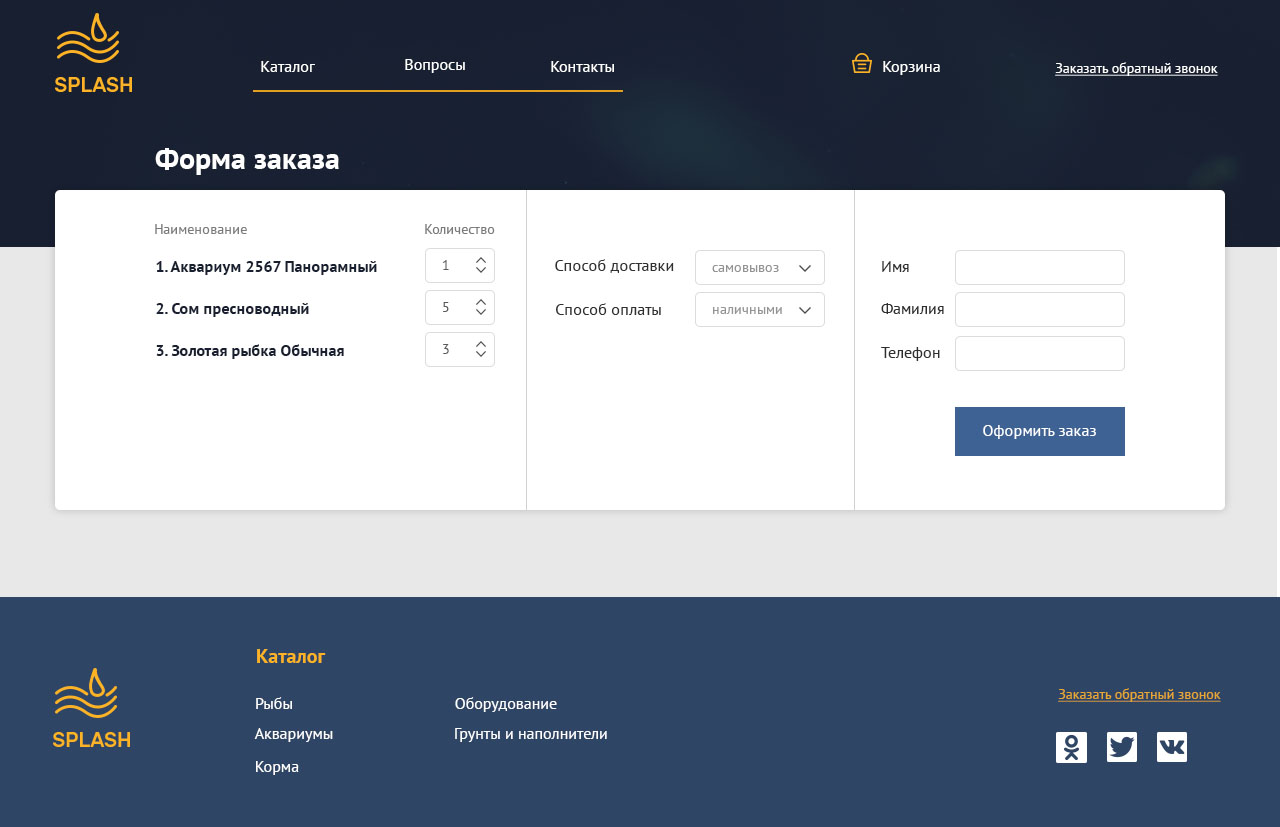 SPLASH
Каталог Вопросы Контакты Корзина Заказать обратный звонок
Форма заказа
Наименование Количество
1. Аквариум 2567 Панорамный 1
2. Сом пресноводный 5
3. Золотая рыбка Обычная 3
Способ доставки самовывоз
Способ оплаты наличными
Имя
Фамилия
Телефон
Оформить заказ
SPLASH
Каталог
Рыбы Оборудование
Аквариумы Грунты и наполнители
Корма
Заказать обратный звонок